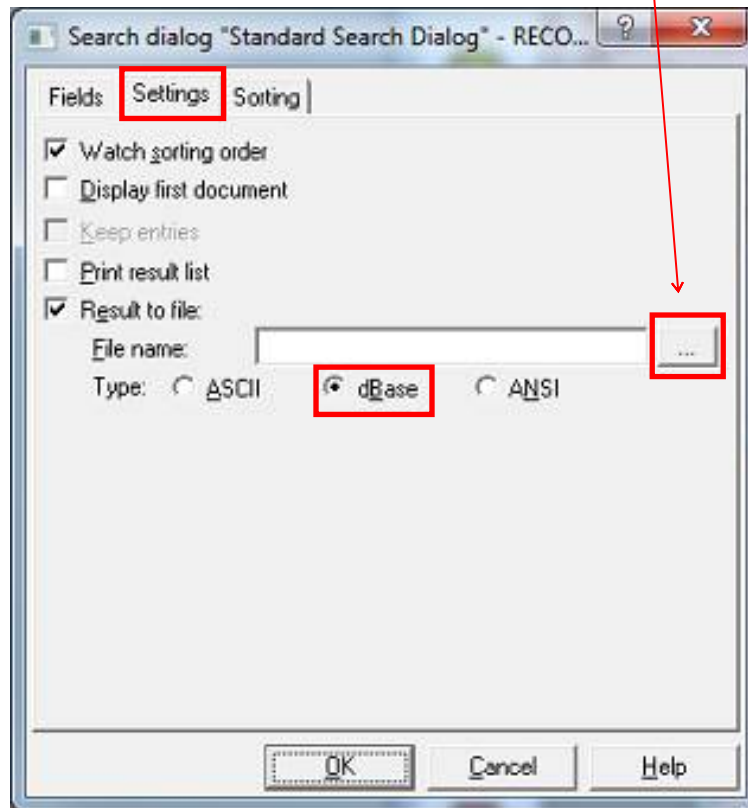 Search dialog "Standard Search Dialog" - RECO... ?
Fields Settings Sorting
Watch sorting order
Display first document
Keep entries
Print result list
Result to file:
File name: ...
Type: ASCII dBase ANSI
OK Cancel Help